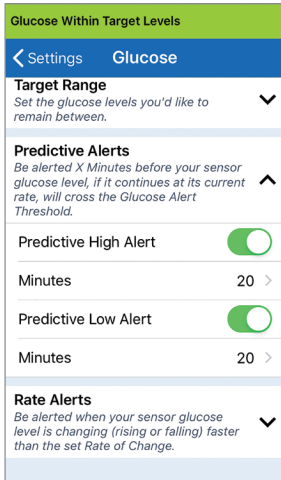 Glucose Within Target Levels
Settings Glucose
Target Range
Set the glucose levels you'd like to
remain between.
Predictive Alerts
Be alerted X Minutes before your sensor
glucose level, if it continues at its current
rate, will cross the Glucose Alert
Threshold.
Predictive High Alert
Minutes 20
Predictive Low Alert
Minutes 20
Rate Alerts
Be alerted when your sensor glucose
level is changing (rising or falling) faster
than the set Rate of Change.